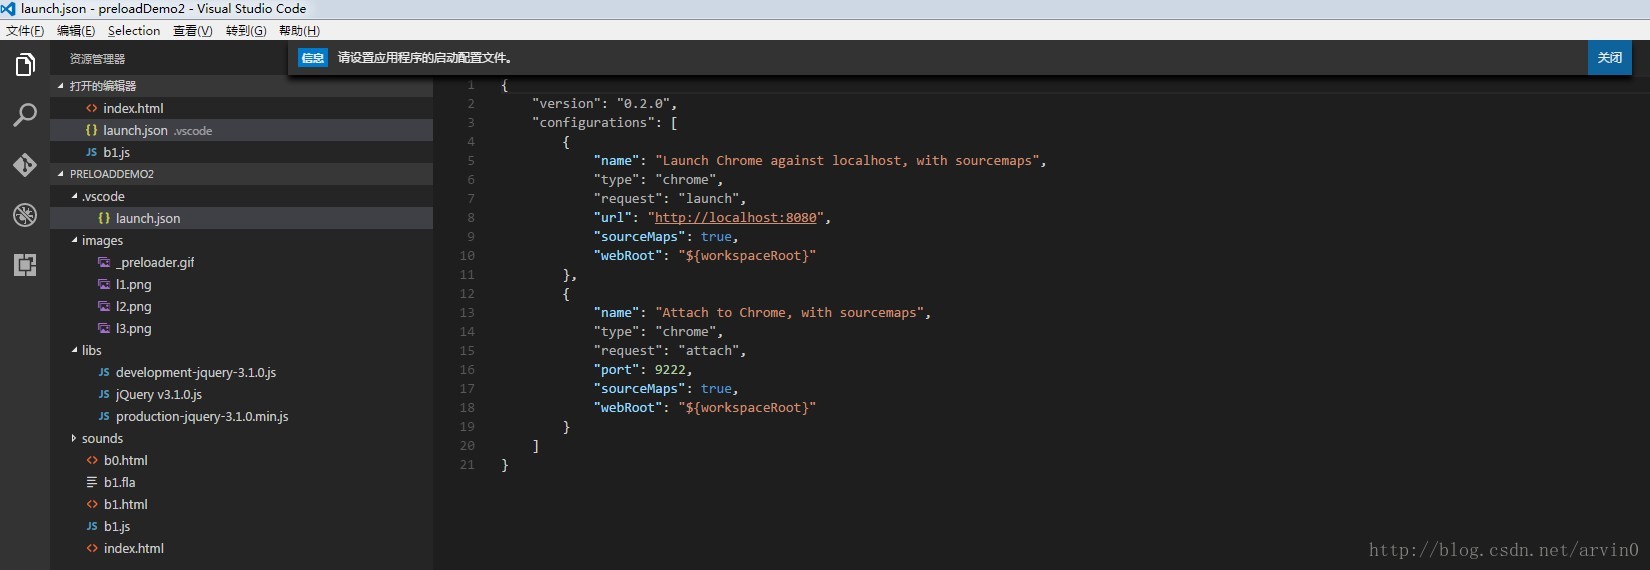 launch.json - preloadDemo2 - Visual Studio Code
文件(F) 编辑(E) Selection 查看(V) 转到(G) 帮助(H)
资源管理器
信息 请设置应用程序的启动配置文件。 关闭
打开的编辑器
index.html
{} launch.json .vscode
JS b1.js
PRELOADDEMO2
.vscode
{} launch.json
images
_preloader.gif
l1.png
l2.png
l3.png
libs
JS development-jquery-3.1.0.js
JS jQuery v3.1.0.js
JS production-jquery-3.1.0.min.js
sounds
b0.html
b1.fla
b1.html
JS b1.js
index.html
1 {
2 "version": "0.2.0",
3 "configurations": [
4 {
5 "name": "Launch Chrome against localhost, with sourcemaps",
6 "type": "chrome",
7 "request": "launch",
8 "url": "http://localhost:8080",
9 "sourceMaps": true,
10 "webRoot": "${workspaceRoot}"
11 },
12 {
13 "name": "Attach to Chrome, with sourcemaps",
14 "type": "chrome",
15 "request": "attach",
16 "port": 9222,
17 "sourceMaps": true,
18 "webRoot": "${workspaceRoot}"
19 }
20 ]
21 }
http://blog.csdn.net/arvin0